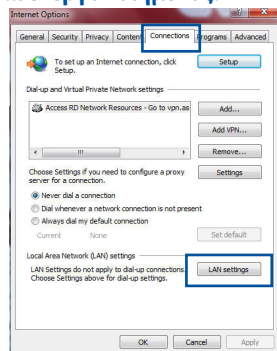 Internet Options
General Security Privacy Content Connections Programs Advanced
To set up an Internet connection, click Setup.
Setup
Dial-up and Virtual Private Network settings
Access RD Network Resources - Go to vpn.as
Add...
Add VPN...
Remove...
Choose Settings if you need to configure a proxy
server for a connection.
Settings
Never dial a connection
Dial whenever a network connection is not present
Always dial my default connection
Current None
Set default
Local Area Network (LAN) settings
LAN Settings do not apply to dial-up connections.
Choose Settings above for dial-up settings.
LAN settings
OK Cancel Apply